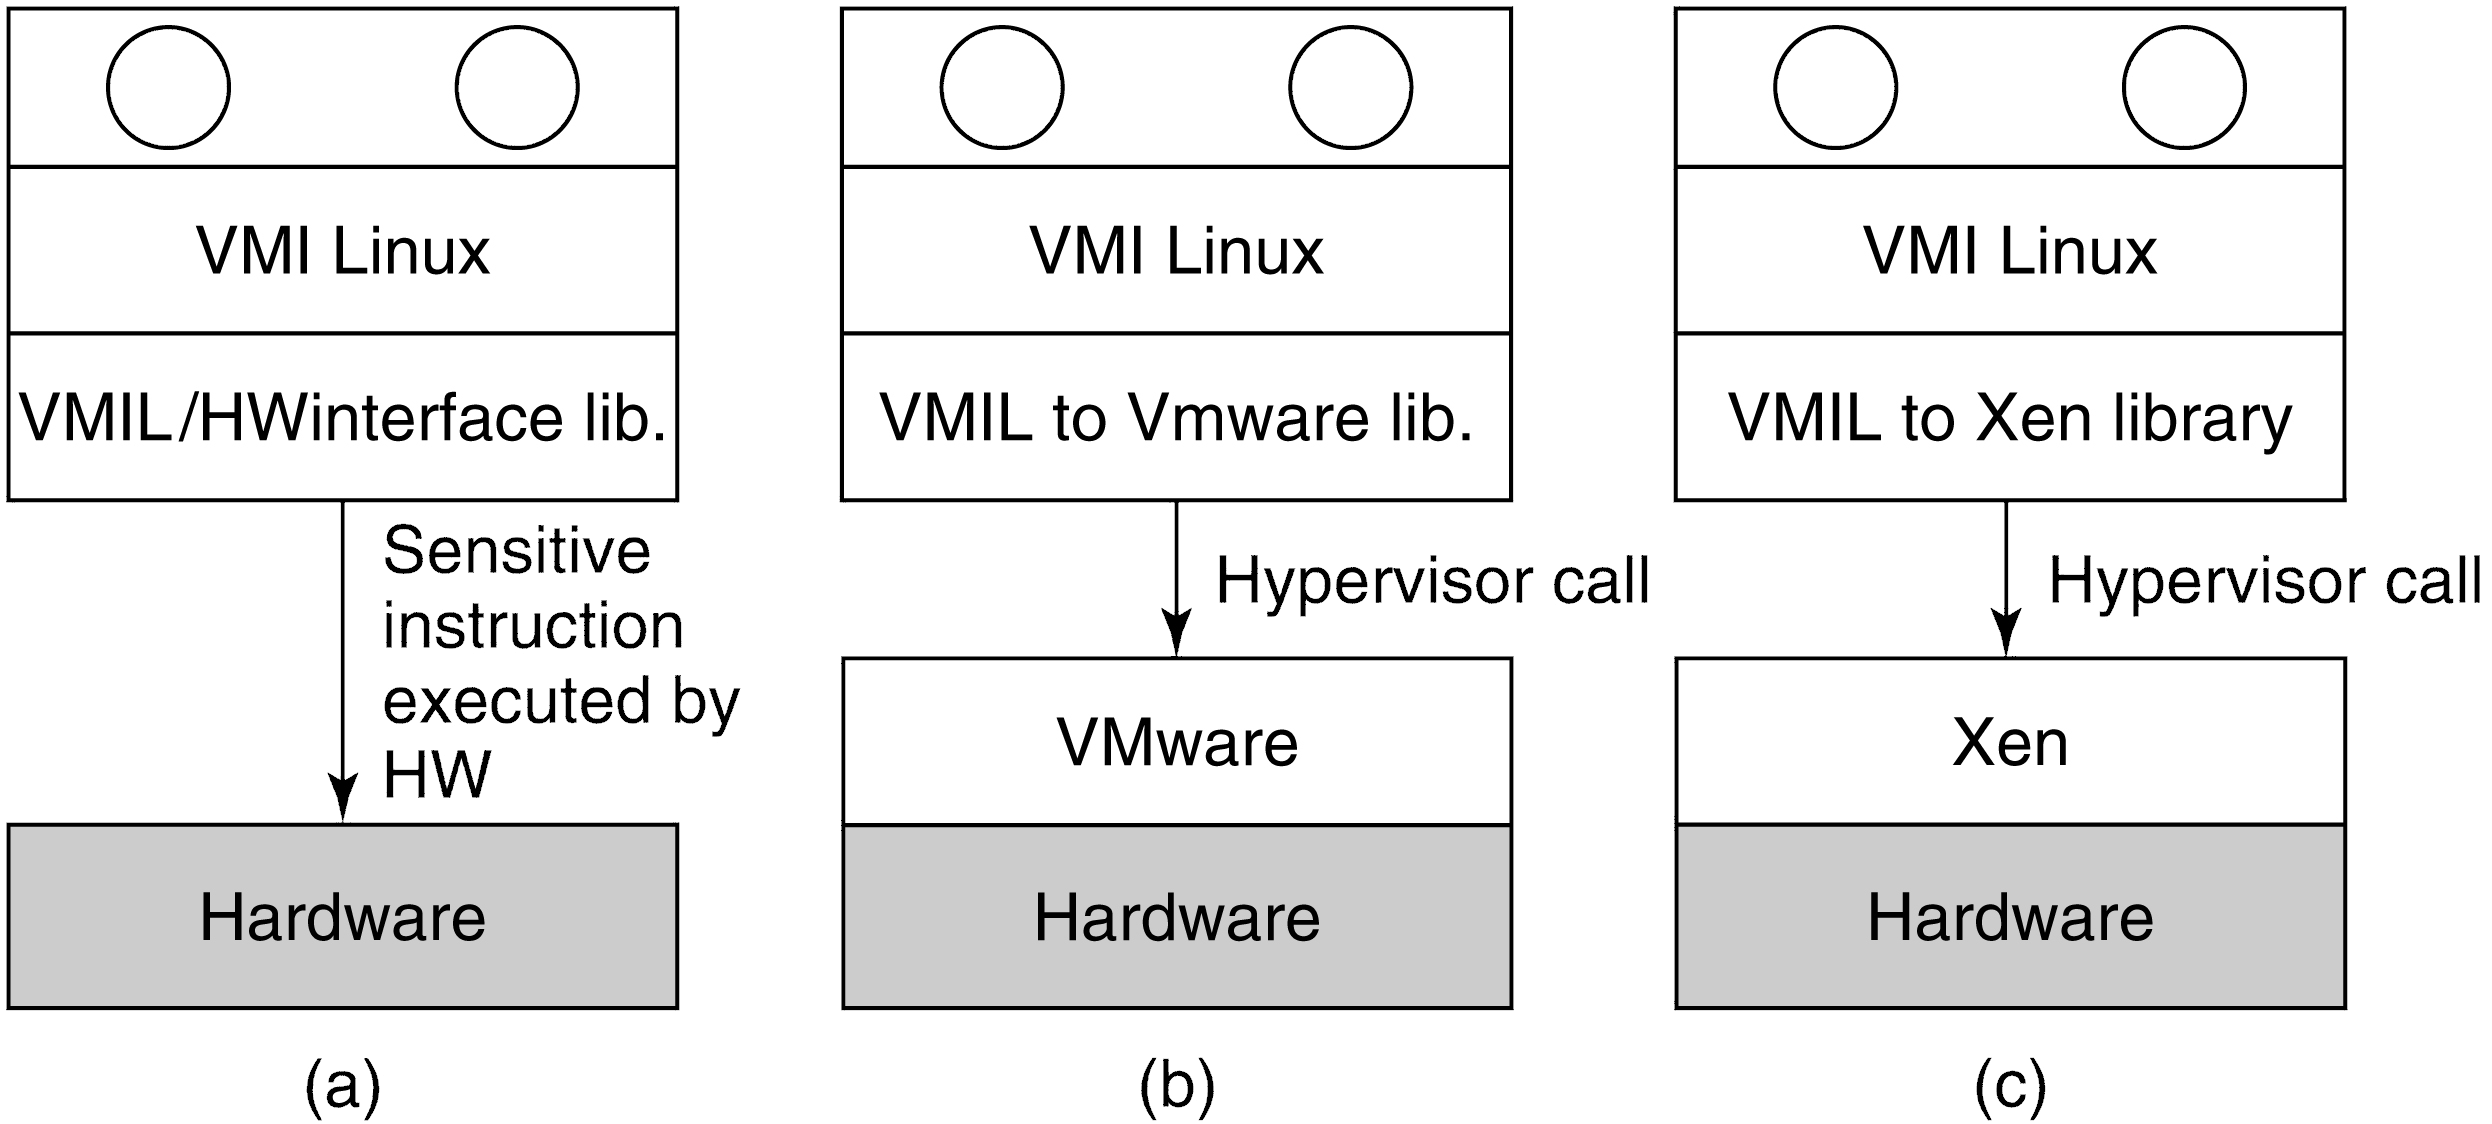 VMI Linux
VMIL/HWinterface lib.
Sensitive
instruction
executed by
HW
Hardware
(a)
VMI Linux
VMIL to Vmware lib.
Hypervisor call
VMware
Hardware
(b)
VMI Linux
VMIL to Xen library
Hypervisor call
Xen
Hardware
(c)